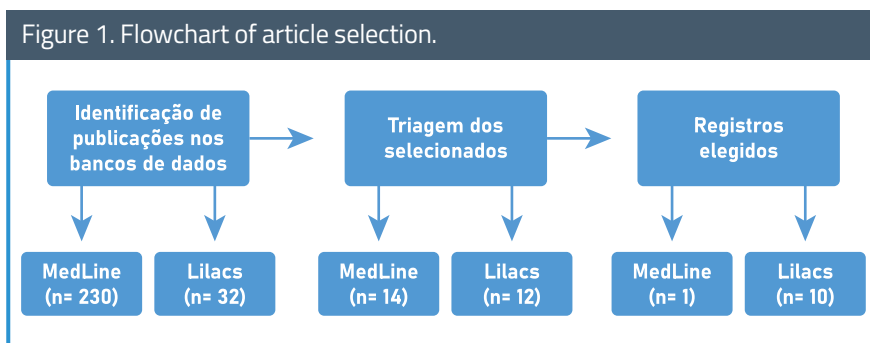 Figure 1. Flowchart of article selection.
Identificação de
publicações nos
bancos de dados
Triagem dos
selecionados
Registros
elegidos
MedLine
(n= 230)
Lilacs
(n= 32)
MedLine
(n= 14)
Lilacs
(n= 12)
MedLine
(n= 1)
Lilacs
(n= 10)